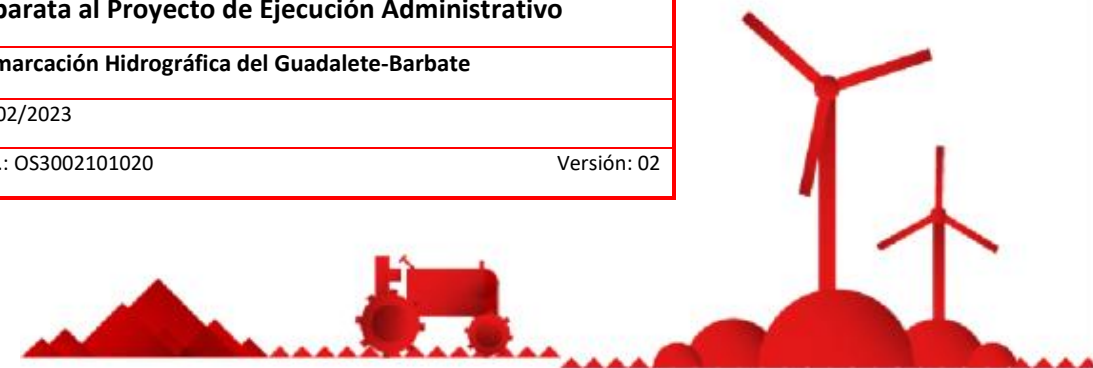 parata al Proyecto de Ejecución Administrativo
marcación Hidrográfica del Guadalete-Barbate
02/2023
.: OS3002101020 Versión: 02